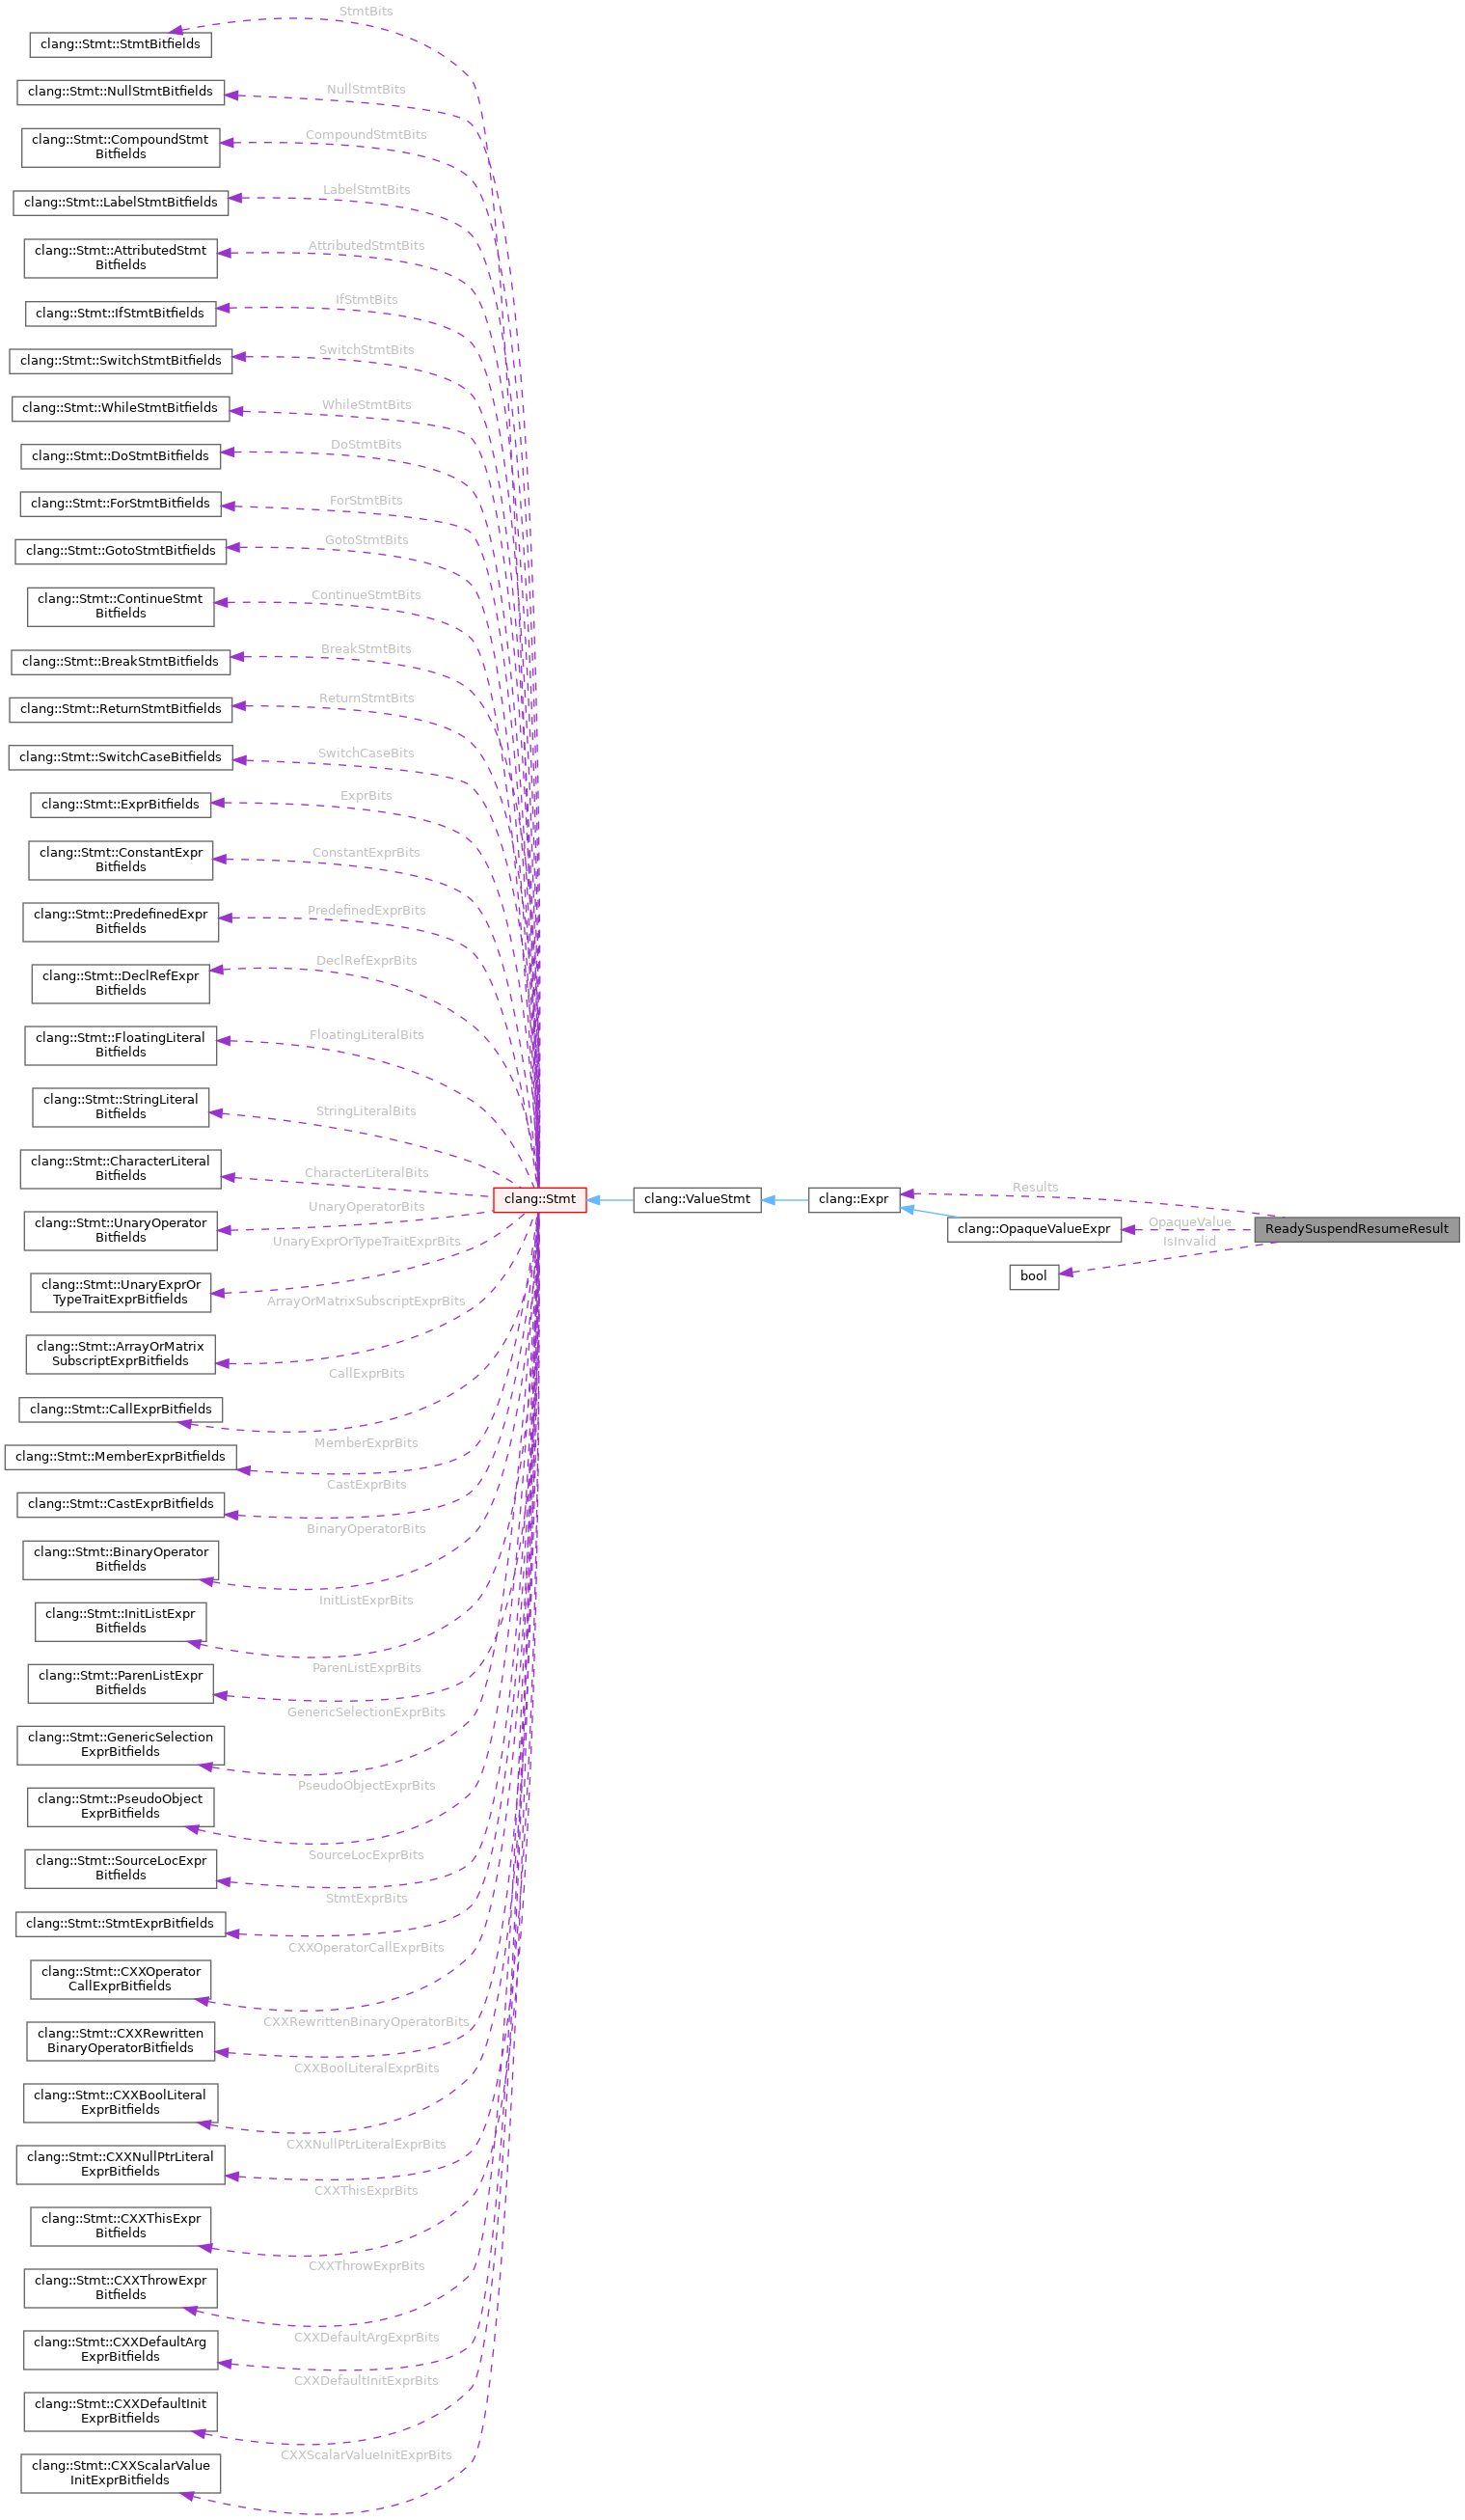 StmtBits
clang::Stmt::StmtBitfields
NullStmtBits
clang::Stmt::NullStmtBitfields
CompoundStmtBits
clang::Stmt::CompoundStmt
Bitfields
LabelStmtBits
clang::Stmt::LabelStmtBitfields
AttributedStmtBits
clang::Stmt::AttributedStmt
Bitfields
IfStmtBits
clang::Stmt::IfStmtBitfields
SwitchStmtBits
clang::Stmt::SwitchStmtBitfields
WhileStmtBits
clang::Stmt::WhileStmtBitfields
DoStmtBits
clang::Stmt::DoStmtBitfields
ForStmtBits
clang::Stmt::ForStmtBitfields
GotoStmtBits
clang::Stmt::GotoStmtBitfields
ContinueStmtBits
clang::Stmt::ContinueStmt
Bitfields
BreakStmtBits
clang::Stmt::BreakStmtBitfields
ReturnStmtBits
clang::Stmt::ReturnStmtBitfields
SwitchCaseBits
clang::Stmt::SwitchCaseBitfields
ExprBits
clang::Stmt::ExprBitfields
ConstantExprBits
clang::Stmt::ConstantExpr
Bitfields
PredefinedExprBits
clang::Stmt::PredefinedExpr
Bitfields
DeclRefExprBits
clang::Stmt::DeclRefExpr
Bitfields
FloatingLiteralBits
clang::Stmt::FloatingLiteral
Bitfields
StringLiteralBits
clang::Stmt::StringLiteral
Bitfields
CharacterLiteralBits
clang::Stmt::CharacterLiteral
Bitfields
clang::Stmt
clang::ValueStmt
clang::Expr
Results
UnaryOperatorBits
clang::Stmt::UnaryOperator
Bitfields
clang::OpaqueValueExpr
OpaqueValue
ReadySuspendResumeResult
IsInvalid
bool
UnaryExprOrTypeTraitExprBits
clang::Stmt::UnaryExprOr
TypeTraitExprBitfields
ArrayOrMatrixSubscriptExprBits
clang::Stmt::ArrayOrMatrix
SubscriptExprBitfields
CallExprBits
clang::Stmt::CallExprBitfields
MemberExprBits
clang::Stmt::MemberExprBitfields
CastExprBits
clang::Stmt::CastExprBitfields
BinaryOperatorBits
clang::Stmt::BinaryOperator
Bitfields
InitListExprBits
clang::Stmt::InitListExpr
Bitfields
ParenListExprBits
clang::Stmt::ParenListExpr
Bitfields
GenericSelectionExprBits
clang::Stmt::GenericSelection
ExprBitfields
PseudoObjectExprBits
clang::Stmt::PseudoObject
ExprBitfields
SourceLocExprBits
clang::Stmt::SourceLocExpr
Bitfields
StmtExprBits
clang::Stmt::StmtExprBitfields
CXXOperatorCallExprBits
clang::Stmt::CXXOperator
CallExprBitfields
CXXRewrittenBinaryOperatorBits
clang::Stmt::CXXRewritten
BinaryOperatorBitfields
CXXBoolLiteralExprBits
clang::Stmt::CXXBoolLiteral
ExprBitfields
CXXNullPtrLiteralExprBits
clang::Stmt::CXXNullPtrLiteral
ExprBitfields
CXXThisExprBits
clang::Stmt::CXXThisExpr
Bitfields
CXXThrowExprBits
clang::Stmt::CXXThrowExpr
Bitfields
CXXDefaultArgExprBits
clang::Stmt::CXXDefaultArg
ExprBitfields
CXXDefaultInitExprBits
clang::Stmt::CXXDefaultInit
ExprBitfields
CXXScalarValueInitExprBits
clang::Stmt::CXXScalarValue
InitExprBitfields